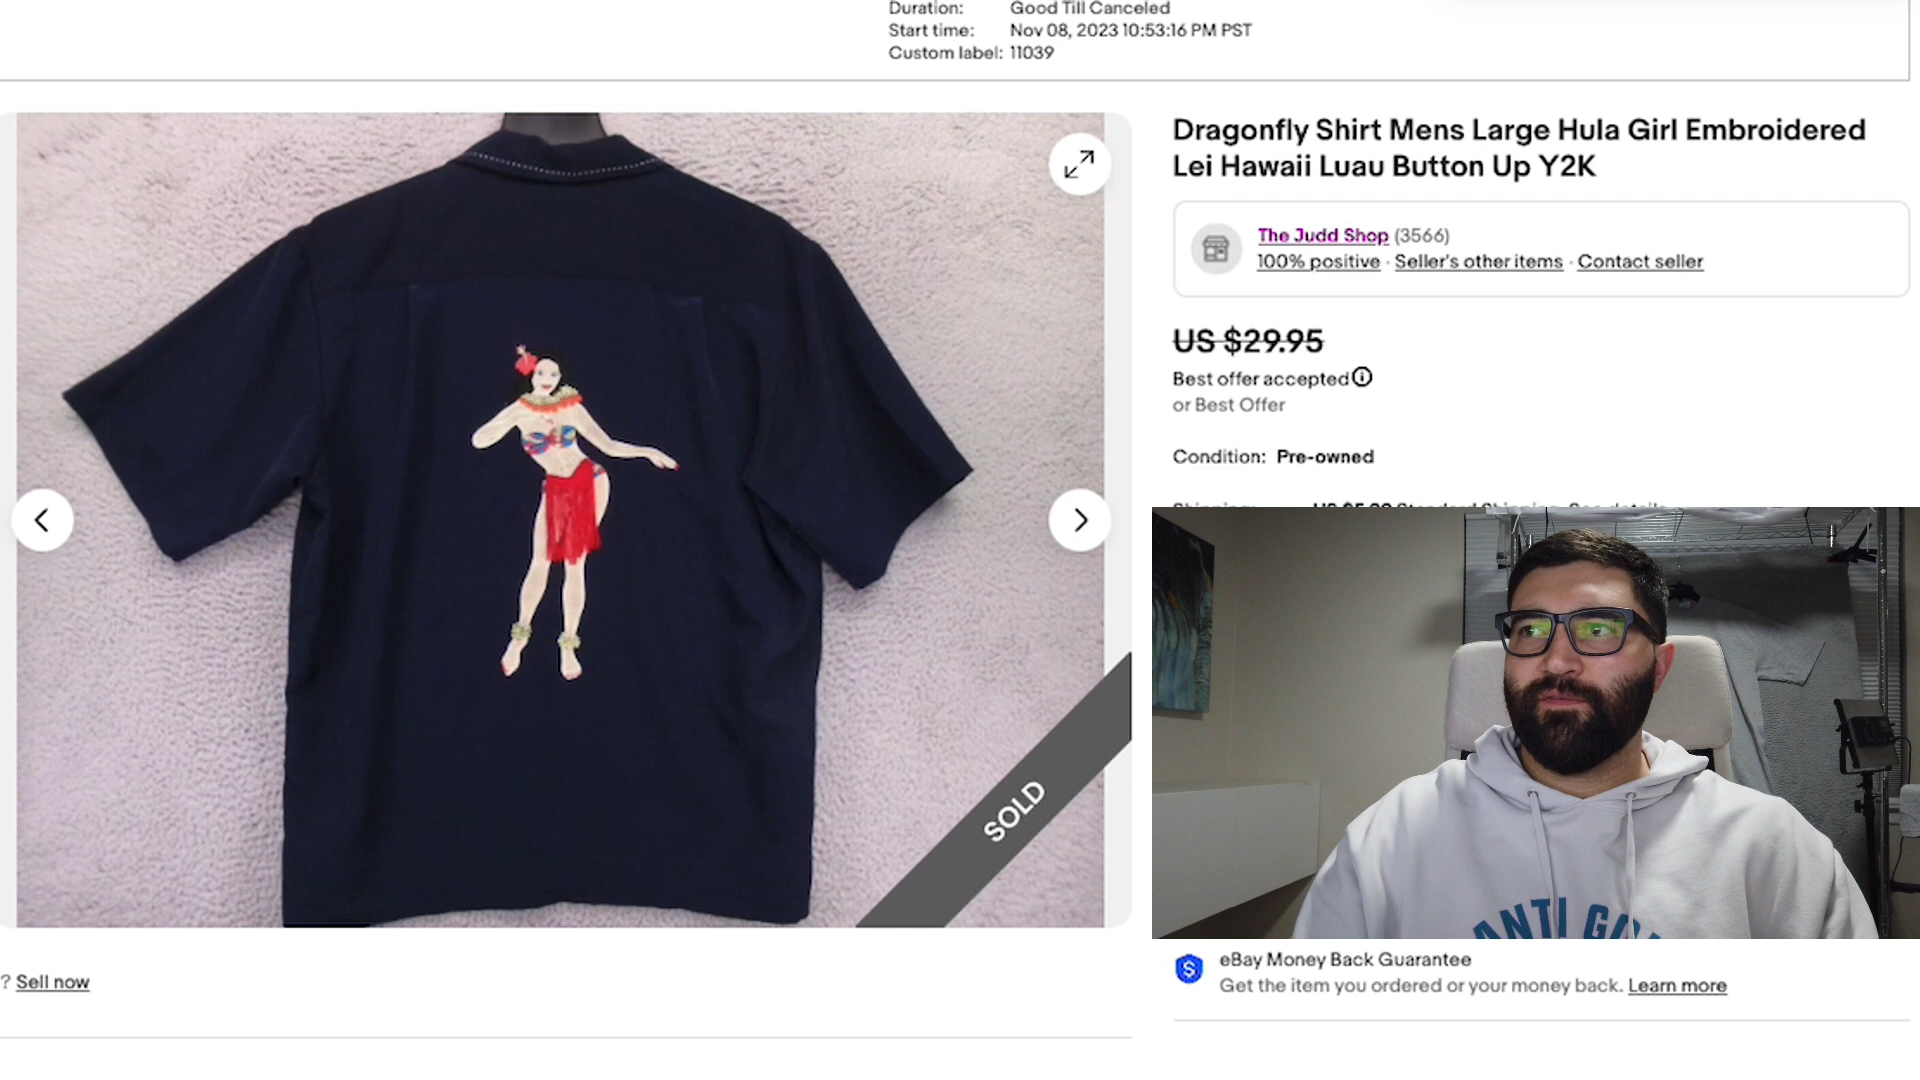 Duration: Good Till Canceled
Start time: Nov 08, 2023 10:53:16 PM PST
Custom label: 11039
Dragonfly Shirt Mens Large Hula Girl Embroidered
Lei Hawaii Luau Button Up Y2K
The Judd Shop (3566)
100% positive · Seller's other items · Contact seller
US $29.95
Best offer accepted
or Best Offer
Condition: Pre-owned
SOLD
ANTI
eBay Money Back Guarantee
Get the item you ordered or your money back. Learn more
? Sell now